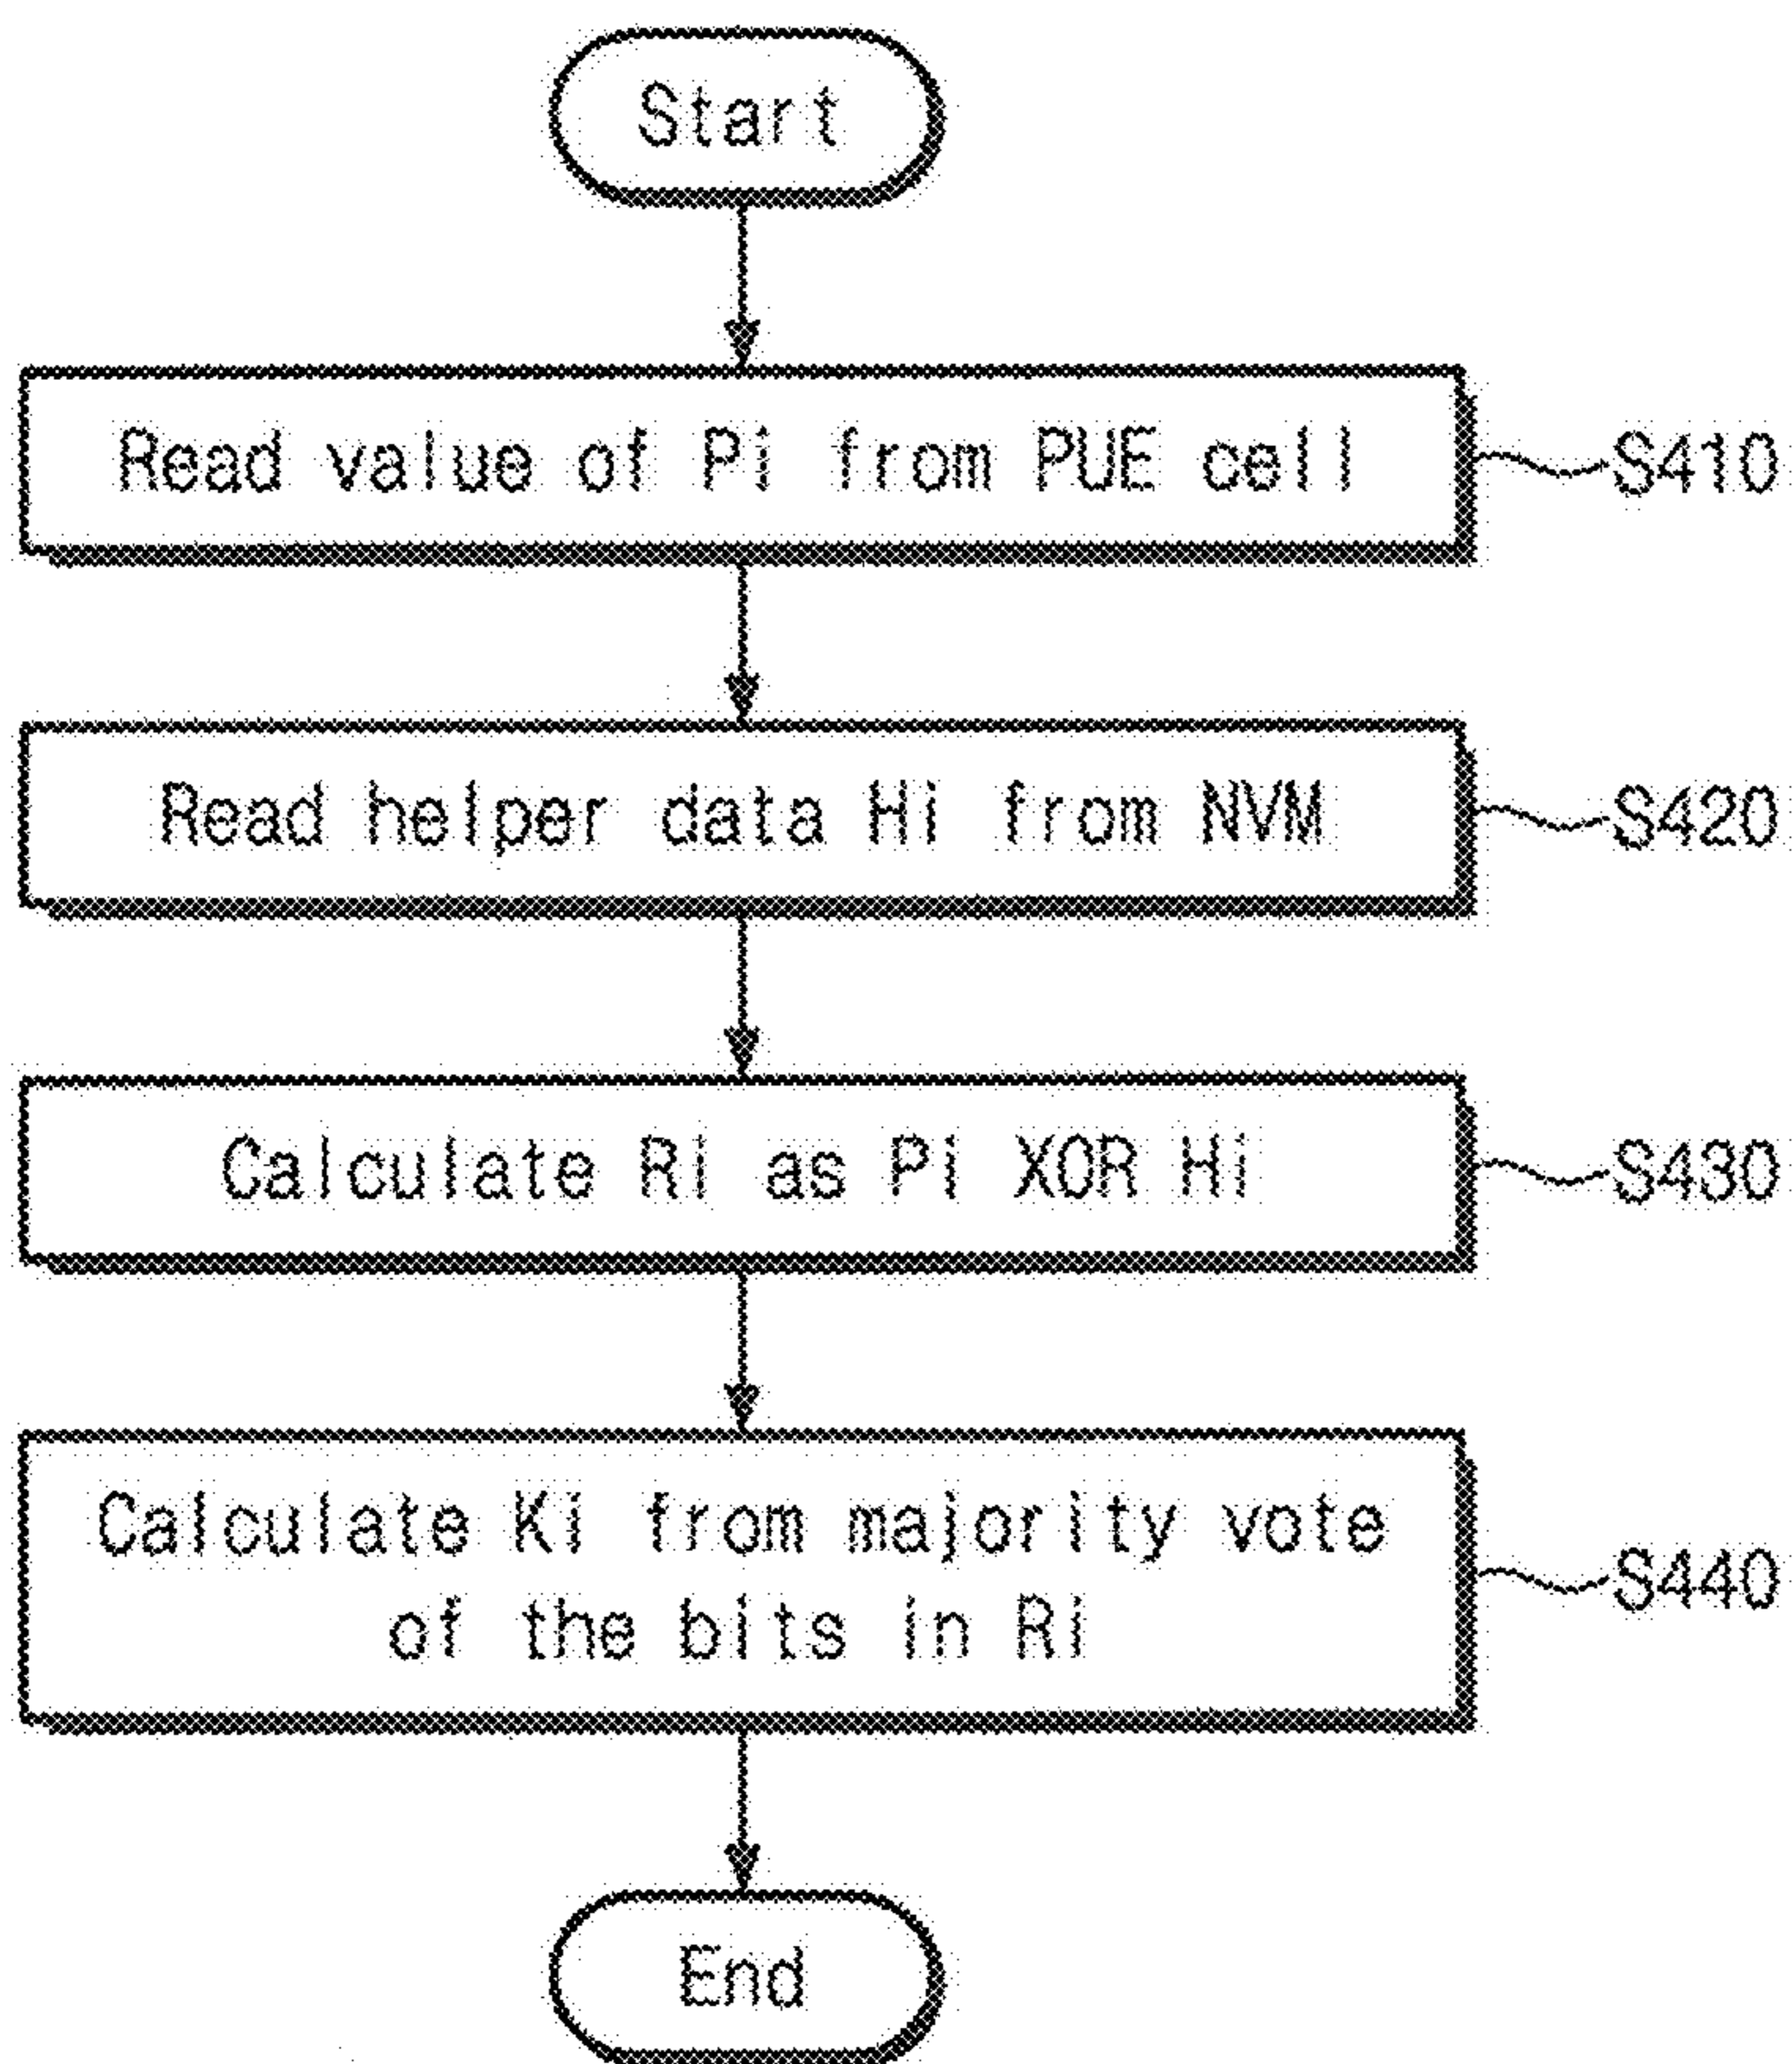 Start
Read value of Pi from PUE cell
S410
Read helper data Hi from NVM
S420
Calculate Ri as Pi XOR Hi
S430
Calculate Ki from majority vote
of the bits in Ri
S440
End